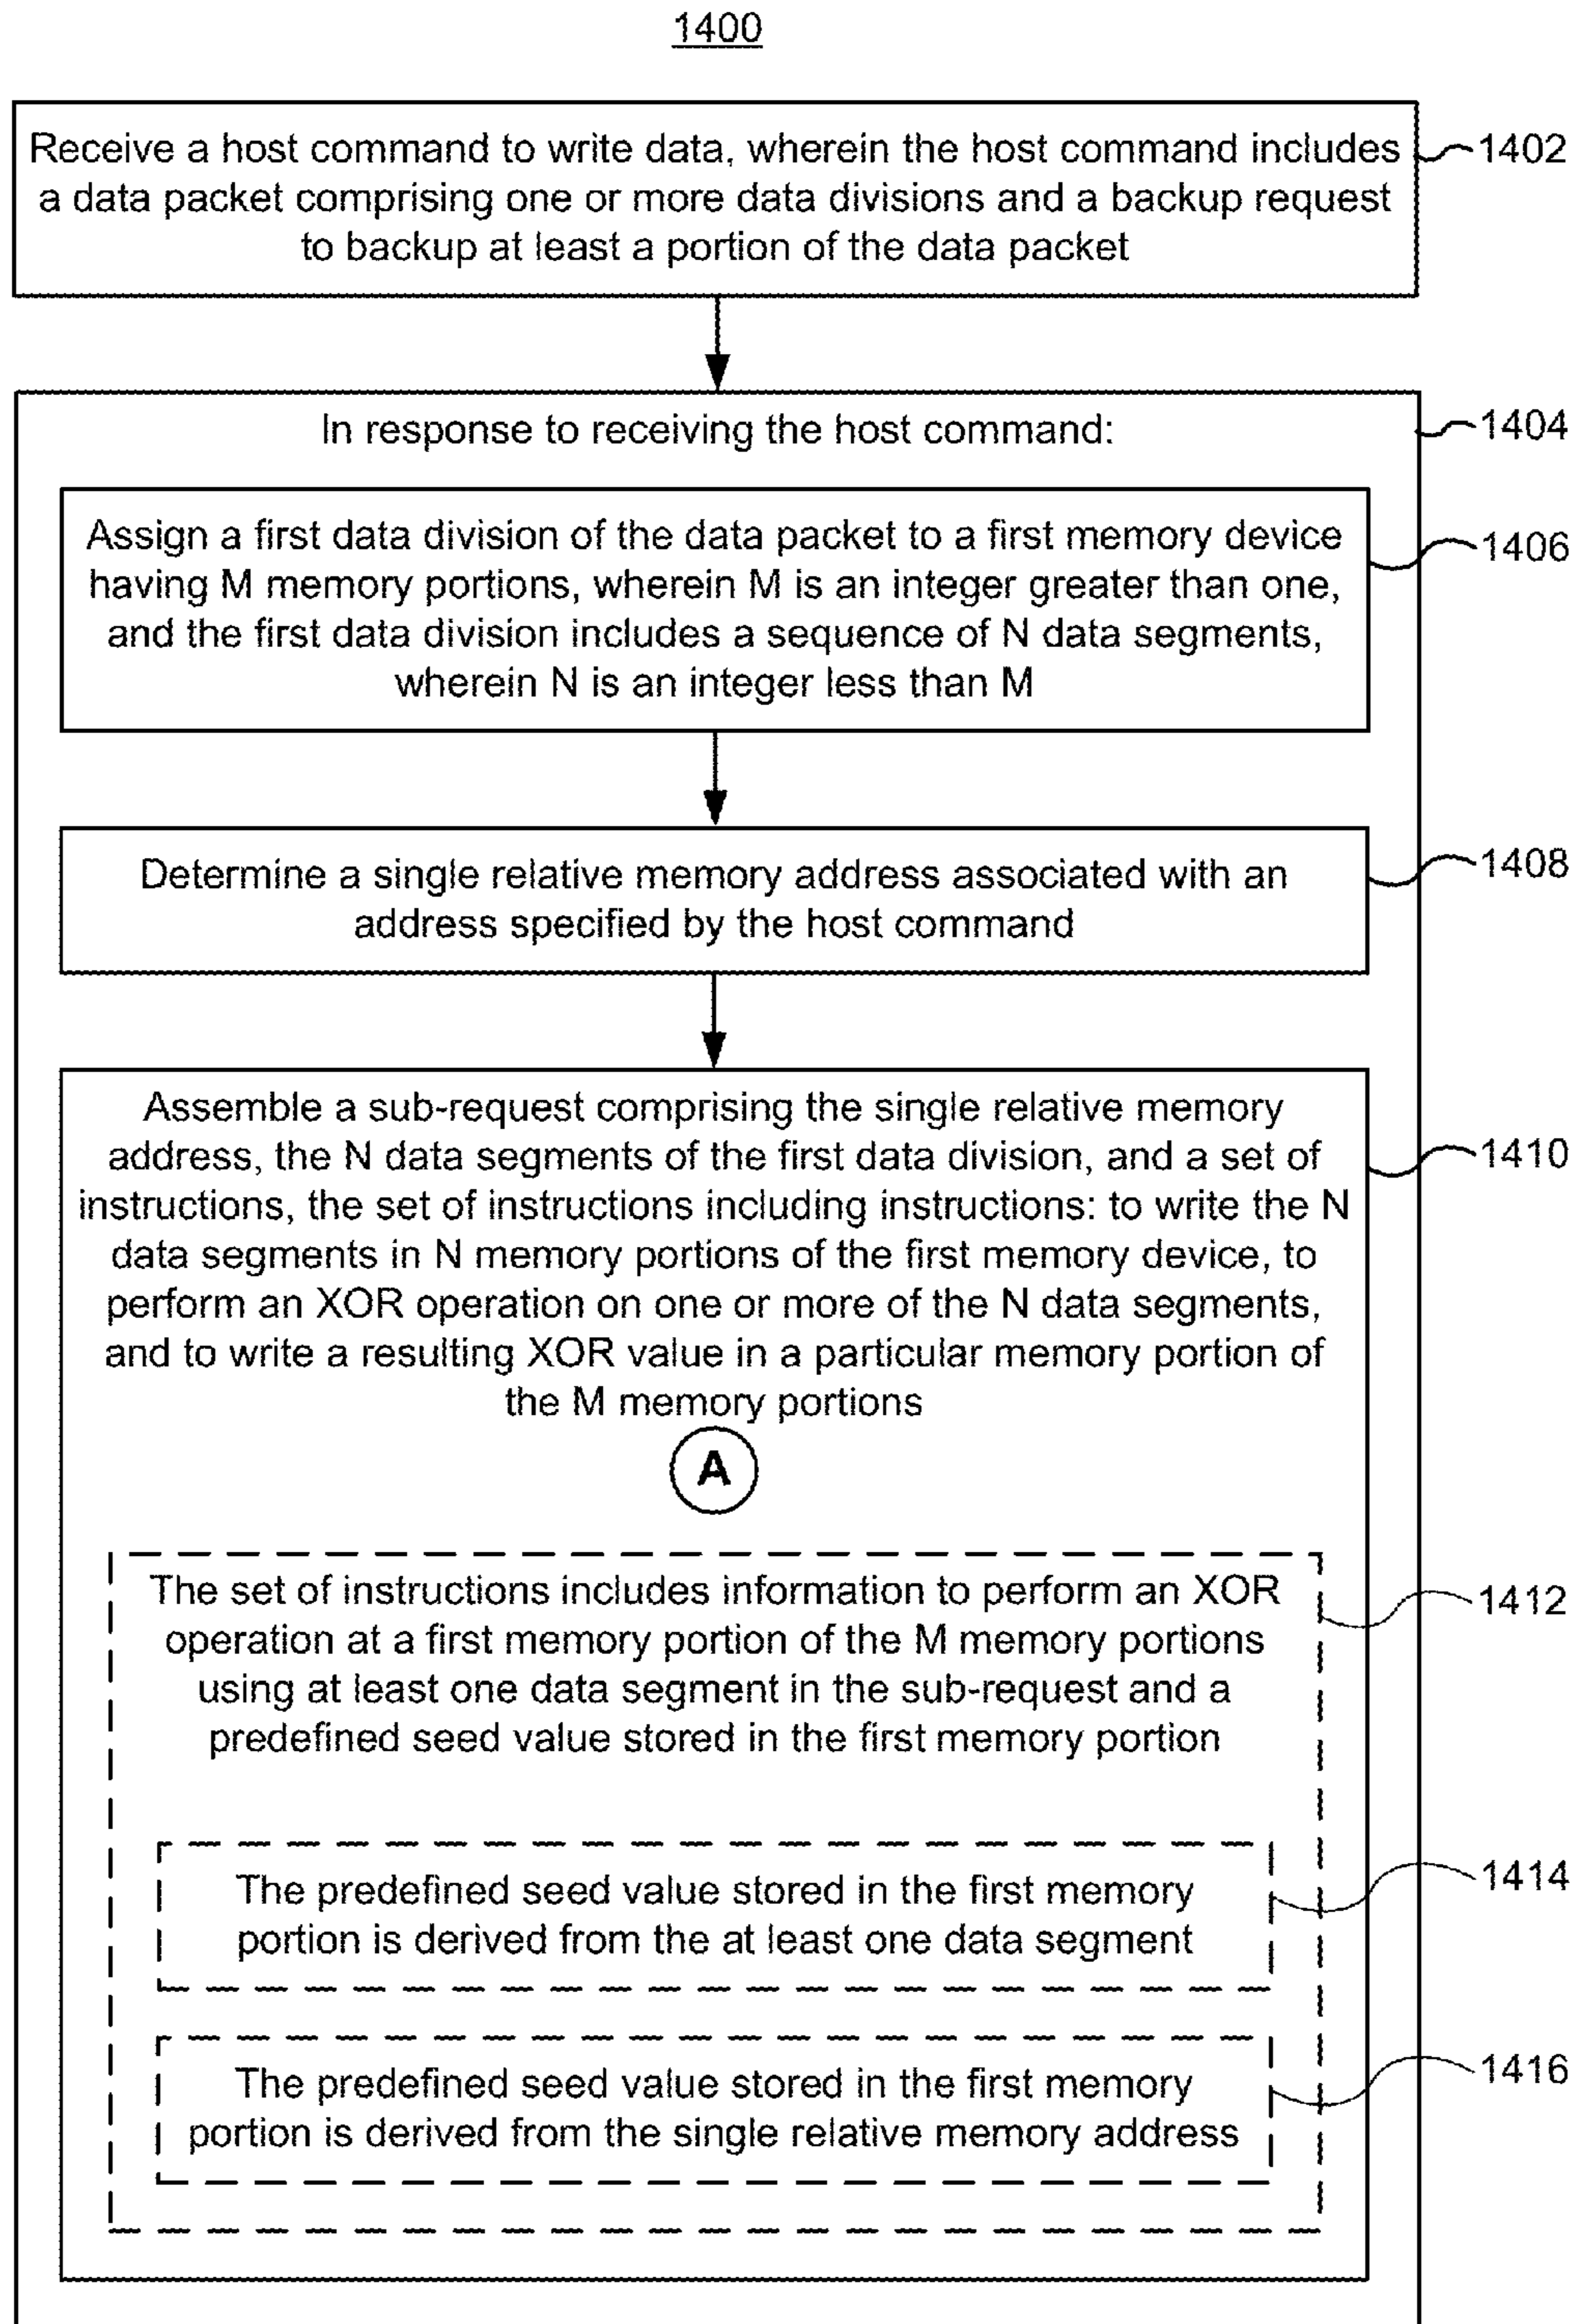 1400
Receive a host command to write data, wherein the host command includes
a data packet comprising one or more data divisions and a backup request
to backup at least a portion of the data packet
1402
In response to receiving the host command:
1404
Assign a first data division of the data packet to a first memory device
having M memory portions, wherein M is an integer greater than one,
and the first data division includes a sequence of N data segments,
wherein N is an integer less than M
1406
Determine a single relative memory address associated with an
address specified by the host command
1408
Assemble a sub-request comprising the single relative memory
address, the N data segments of the first data division, and a set of
instructions, the set of instructions including instructions: to write the N
data segments in N memory portions of the first memory device, to
perform an XOR operation on one or more of the N data segments,
and to write a resulting XOR value in a particular memory portion of
the M memory portions
1410
A
The set of instructions includes information to perform an XOR
operation at a first memory portion of the M memory portions
using at least one data segment in the sub-request and a
predefined seed value stored in the first memory portion
1412
The predefined seed value stored in the first memory
portion is derived from the at least one data segment
1414
The predefined seed value stored in the first memory
portion is derived from the single relative memory address
1416